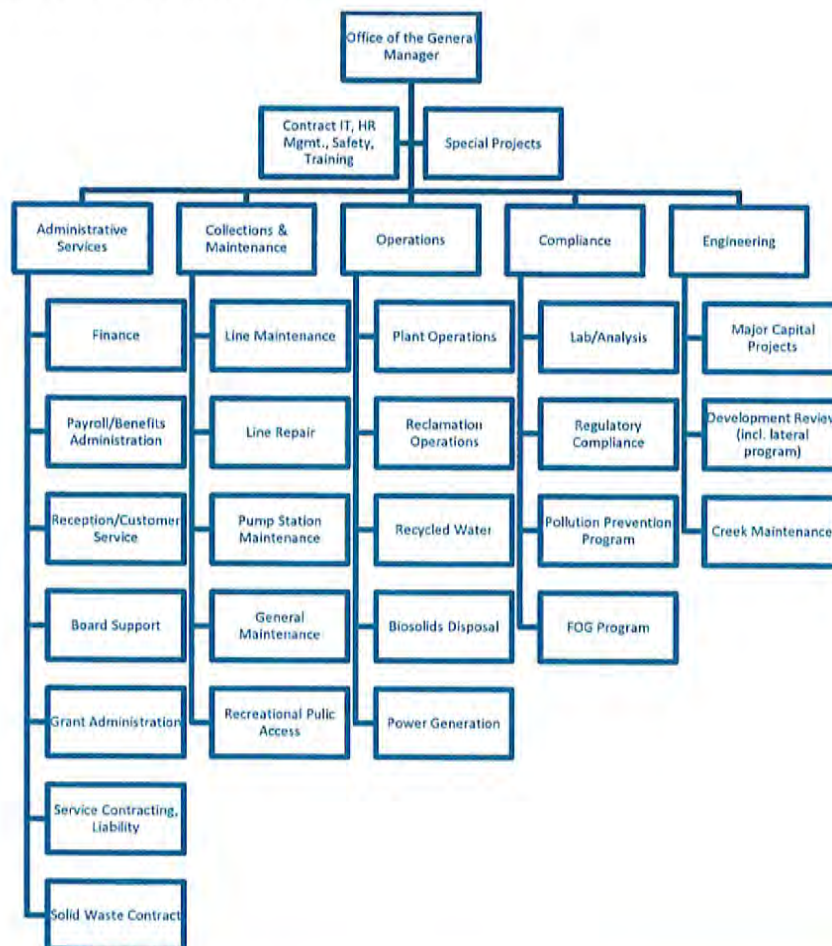 Office of the General
Manager
Contract IT, HR
Mgmt., Safety,
Training
Special Projects
Administrative
Services
Collections &
Maintenance
Operations
Compliance
Engineering
Finance
Line Maintenance
Plant Operations
Lab/Analysis
Major Capital
Projects
Payroll/Benefits
Administration
Line Repair
Reclamation
Operations
Regulatory
Compliance
Development Review
(incl. lateral
program)
Reception/Customer
Service
Pump Station
Maintenance
Recycled Water
Pollution Prevention
Program
Creek Maintenance
Board Support
General
Maintenance
Biosolids Disposal
FOG Program
Grant Administration
Recreational Pulic
Access
Power Generation
Service Contracting,
Liability
Solid Waste Contract